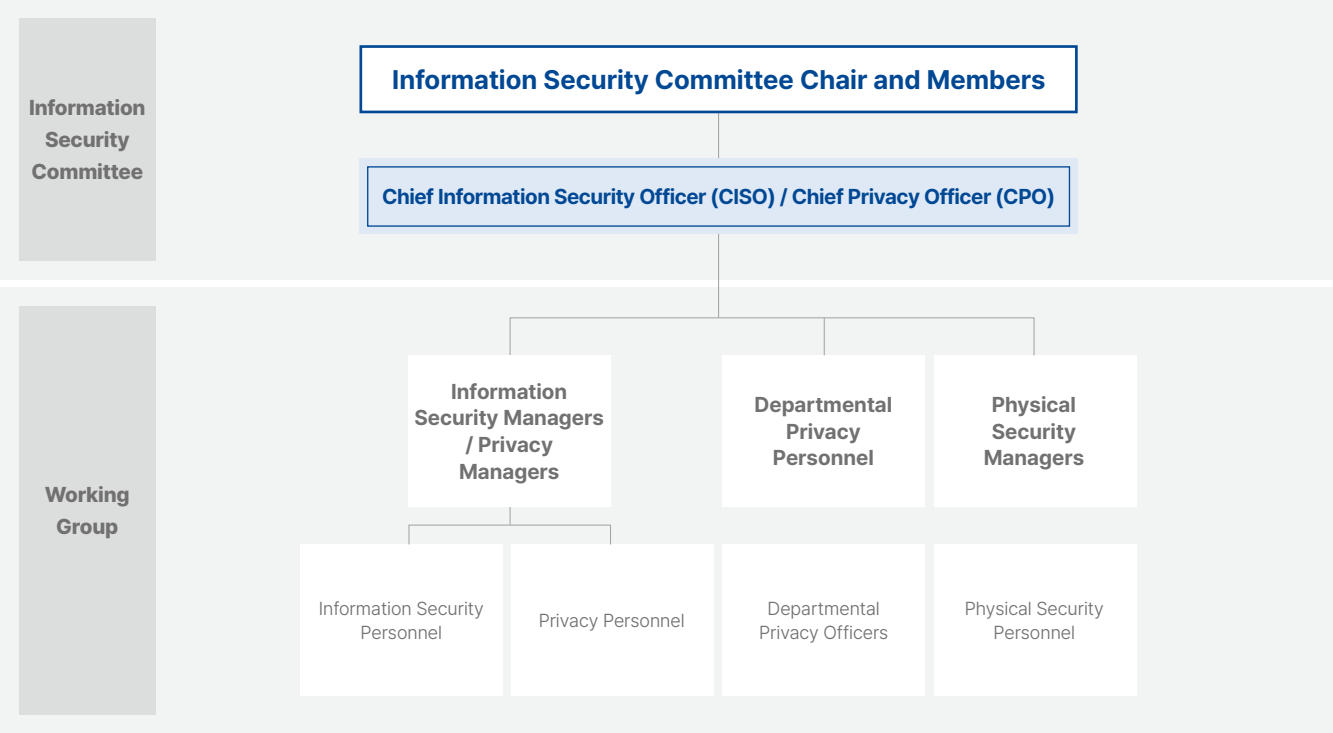 Information
Security
Committee
Information Security Committee Chair and Members
Chief Information Security Officer (CISO) / Chief Privacy Officer (CPO)
Working
Group
Information
Security Managers
/ Privacy
Managers
Departmental
Privacy
Personnel
Physical
Security
Managers
Information Security
Personnel
Privacy Personnel
Departmental
Privacy Officers
Physical Security
Personnel